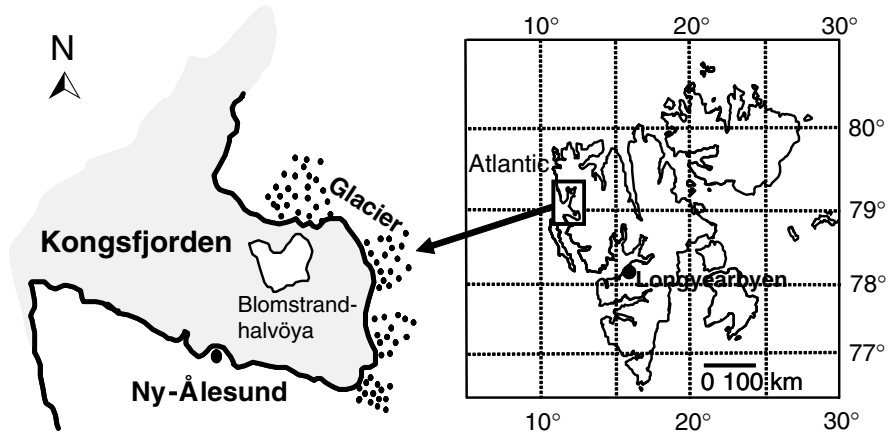 N
Glacier
Kongsfjorden
Blomstrand-
halvöya
Ny-Ålesund
10° 20° 30°
80°
Atlantic
79°
78°
Longyearbyen
77°
0 100 km
10° 20° 30°